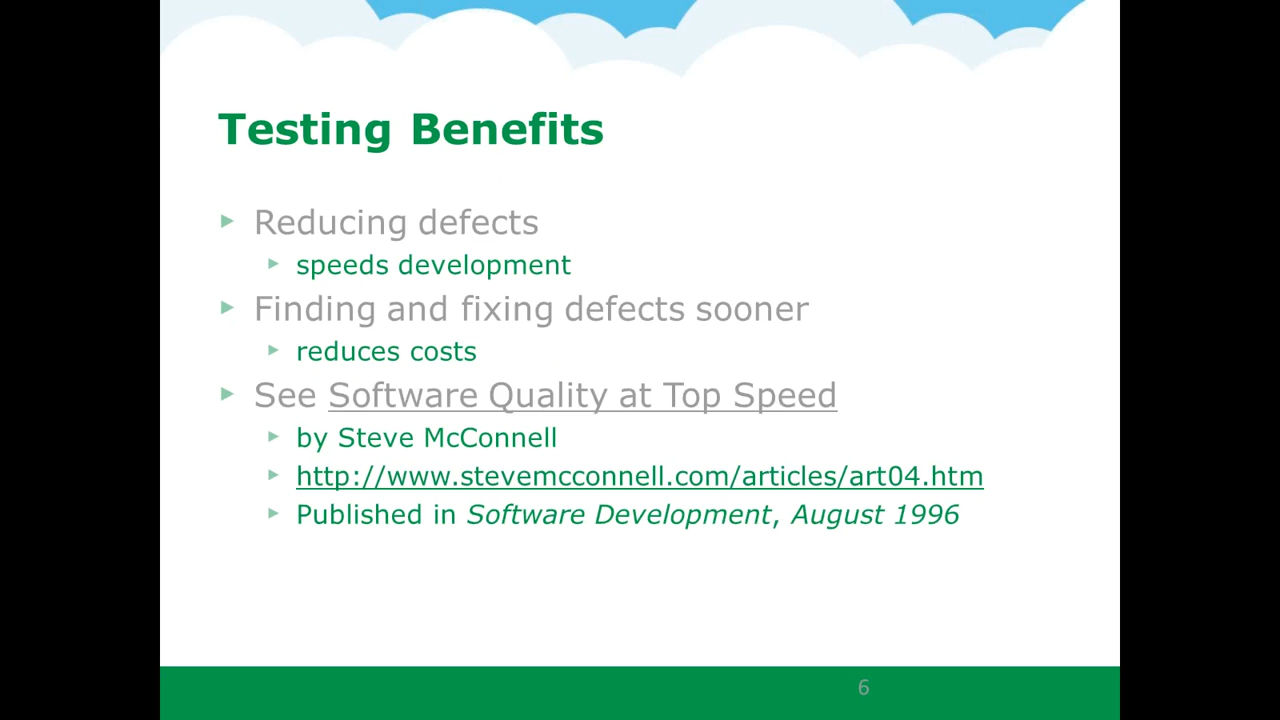 Testing Benefits
Reducing defects
speeds development
Finding and fixing defects sooner
reduces costs
See Software Quality at Top Speed
by Steve McConnell
http://www.stevemcconnell.com/articles/art04.htm
Published in Software Development, August 1996
6